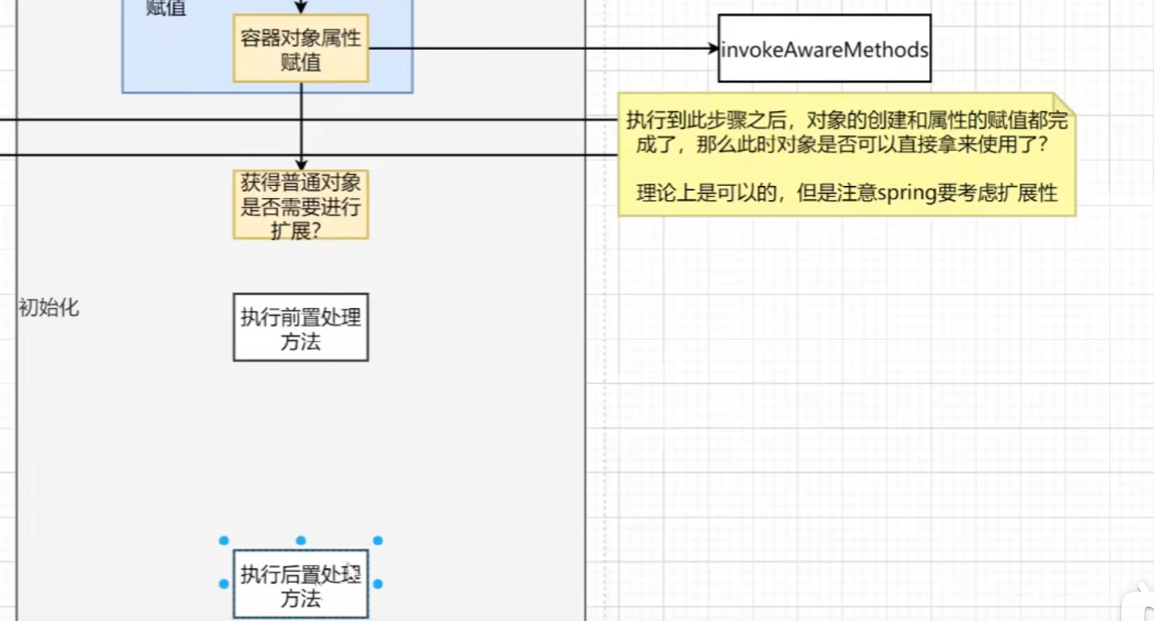 赋值
容器对象属性
赋值
invokeAwareMethods
执行到此步骤之后，对象的创建和属性的赋值都完
成了，那么此时对象是否可以直接拿来使用了？
理论上是可以的，但是注意spring要考虑扩展性
获得普通对象
是否需要进行
扩展？
初始化
执行前置处理
方法
执行后置处理
方法